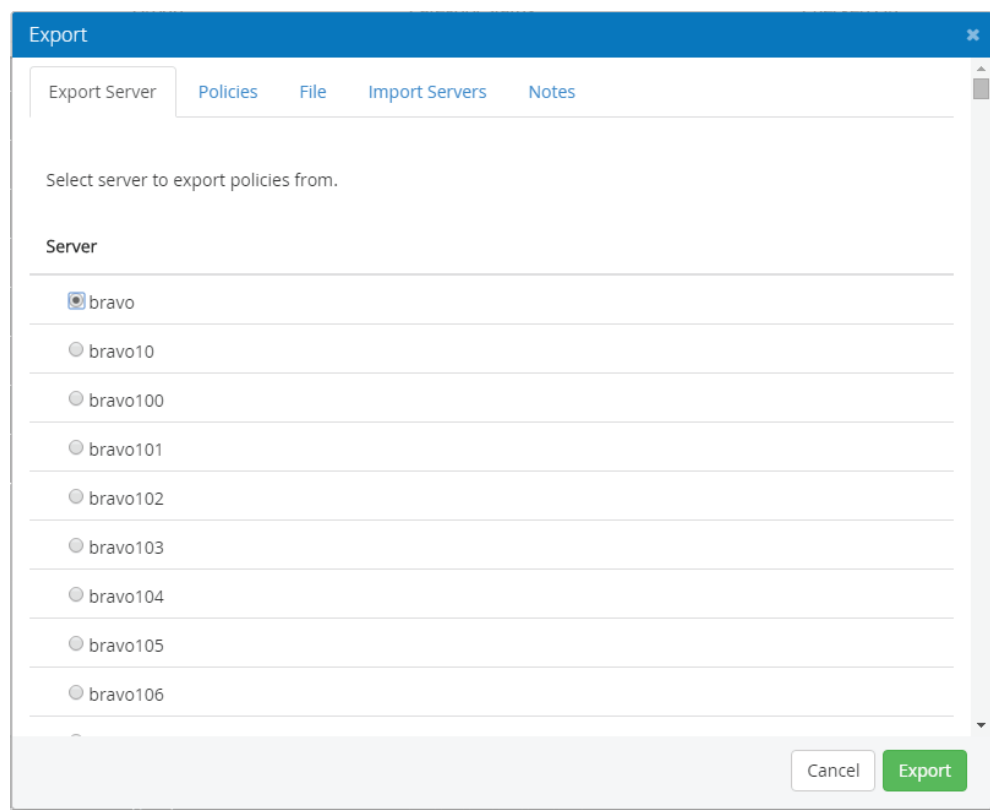 Export
Export Server Policies File Import Servers Notes
Select server to export policies from.
Server
bravo
bravo10
bravo100
bravo101
bravo102
bravo103
bravo104
bravo105
bravo106
Cancel Export